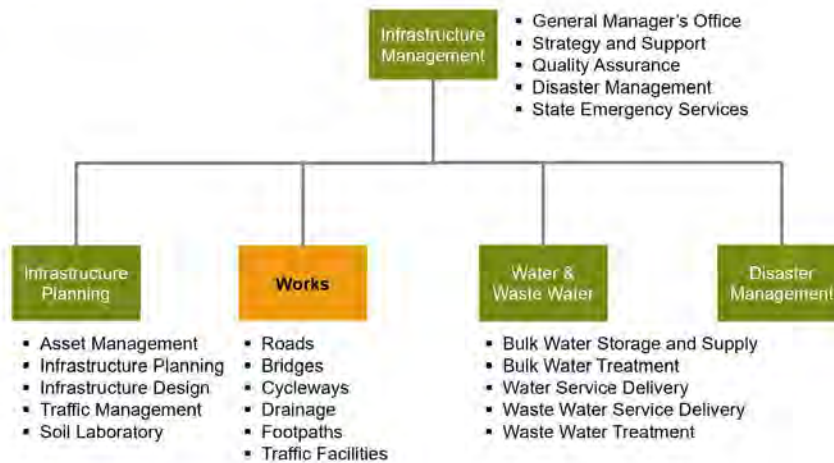 Infrastructure
Management
▪ General Manager's Office
▪ Strategy and Support
▪ Quality Assurance
▪ Disaster Management
▪ State Emergency Services
Infrastructure
Planning
▪ Asset Management
▪ Infrastructure Planning
▪ Infrastructure Design
▪ Traffic Management
▪ Soil Laboratory
Works
▪ Roads
▪ Bridges
▪ Cycleways
▪ Drainage
▪ Footpaths
▪ Traffic Facilities
Water &
Waste Water
▪ Bulk Water Storage and Supply
▪ Bulk Water Treatment
▪ Water Service Delivery
▪ Waste Water Service Delivery
▪ Waste Water Treatment
Disaster
Management